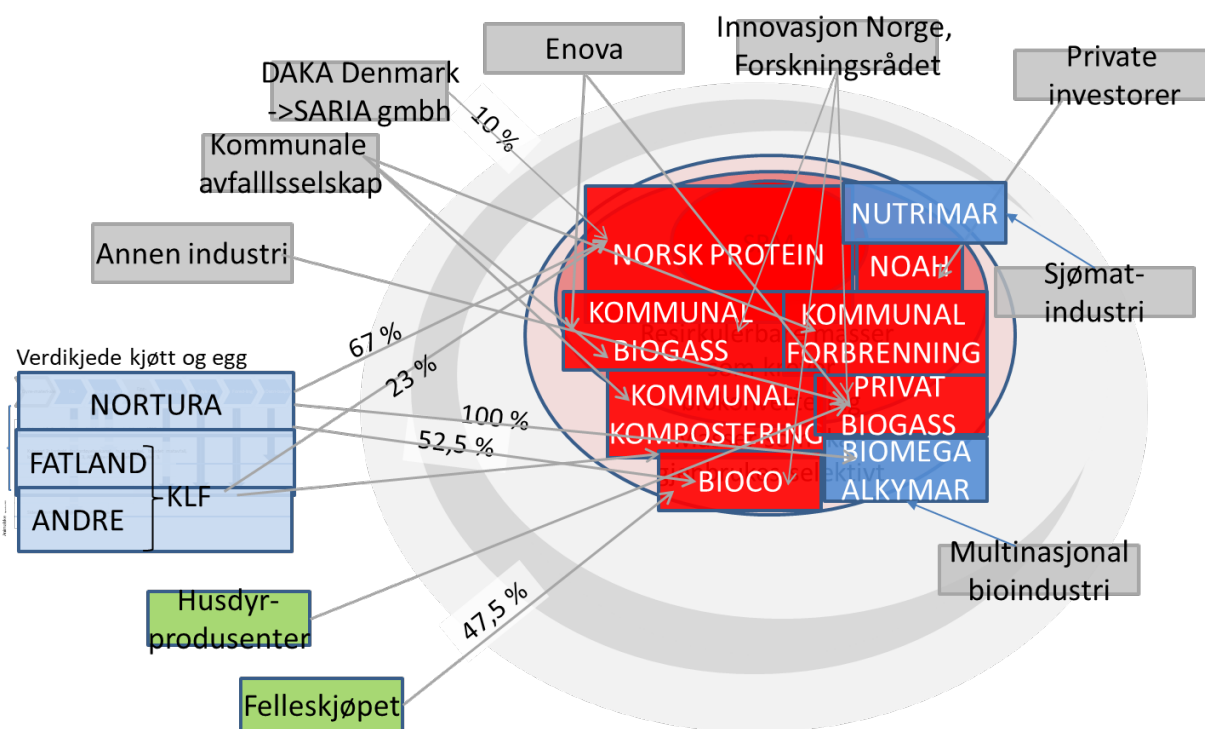 Innovasjon Norge,
Forskningsrådet
Enova
Private
investorer
DAKA Denmark
->SARIA gmbh
10 %
Kommunale
avfalllsselskap
NUTRIMAR
Annen industri
NORSK PROTEIN
NOAH
Sjømat-
industri
KOMMUNAL
BIOGASS
KOMMUNAL
FORBRENNING
67 %
23 %
Verdikjede kjøtt og egg
NORTURA
KOMMUNAL
KOMPOSTERING
PRIVAT
BIOGASS
100 %
52,5 %
FATLAND
KLF
ANDRE
BIOCO
BIOMEGA
ALKYMAR
Multinasjonal
bioindustri
Husdyr-
produsenter
47,5 %
Felleskjøpet